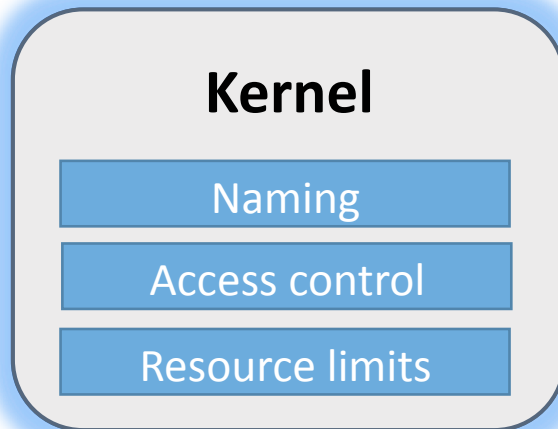 Kernel
Naming
Access control
Resource limits